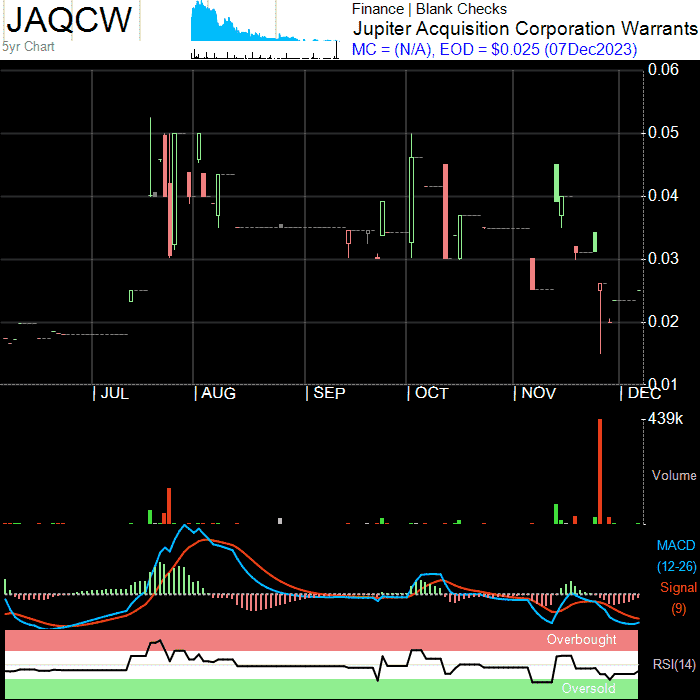 JAQCW
5yr Chart
Finance | Blank Checks
Jupiter Acquisition Corporation Warrants
MC = (N/A), EOD = $0.025 (07Dec2023)
0.06
0.05
0.04
0.03
0.02
0.01
| JUL | AUG | SEP | OCT | NOV | DEC
439k
Volume
MACD
(12-26)
Signal
(9)
Overbought
RSI(14)
Oversold